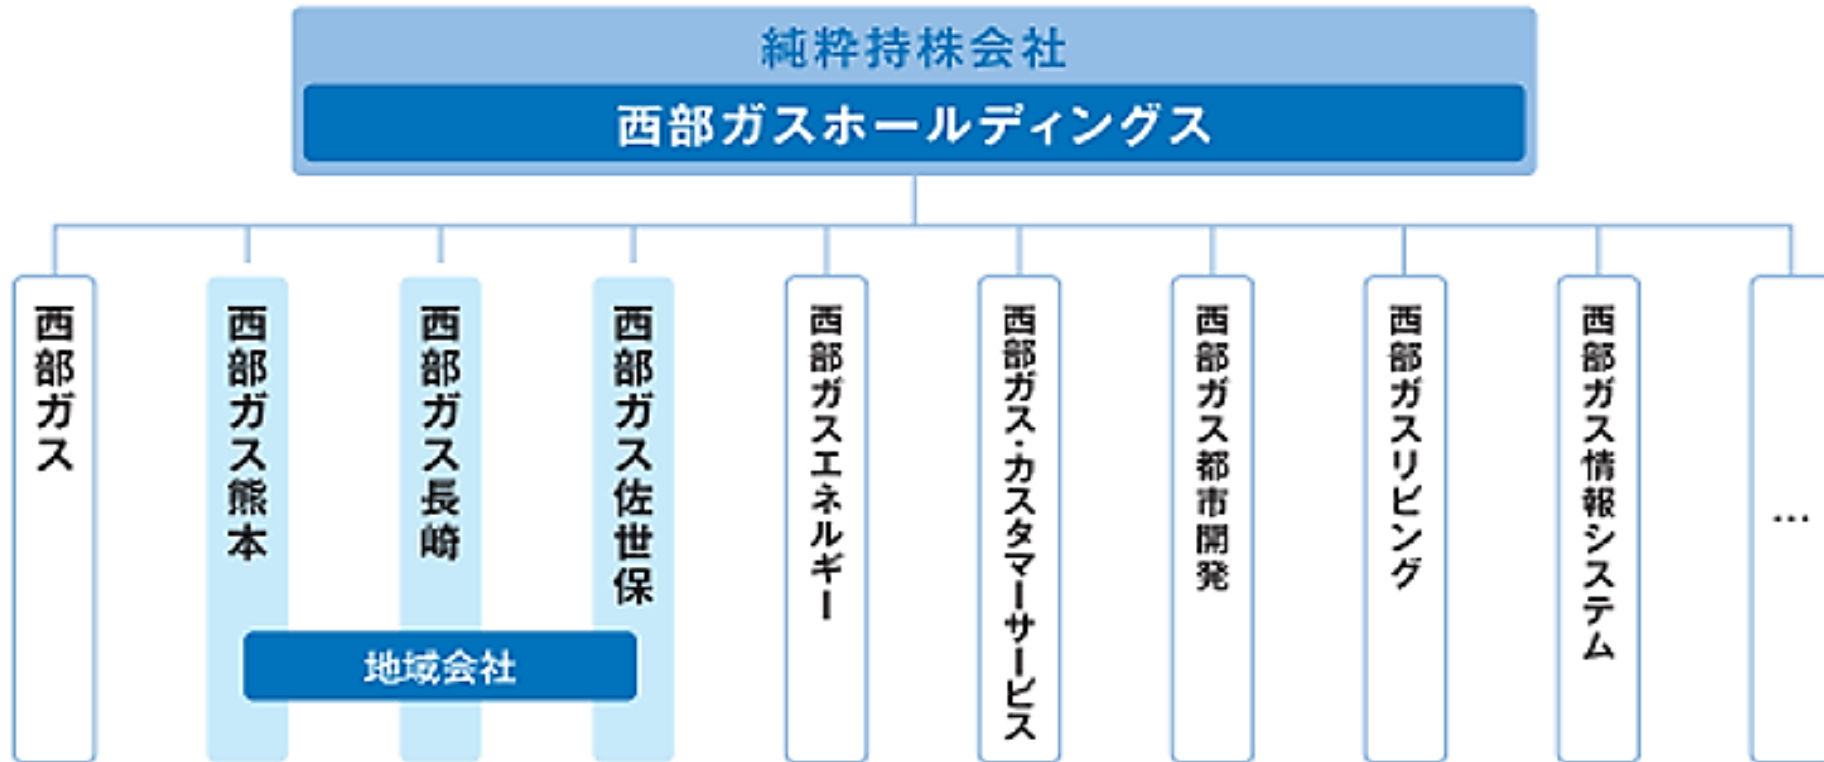 純粋持株会社
西部ガスホールディングス
西部ガス
西部ガス熊本
西部ガス長崎
西部ガス佐世保
西部ガスエネルギー
西部ガス・カスタマーサービス
西部ガス都市開発
西部ガスリビング
西部ガス情報システム
…
地域会社